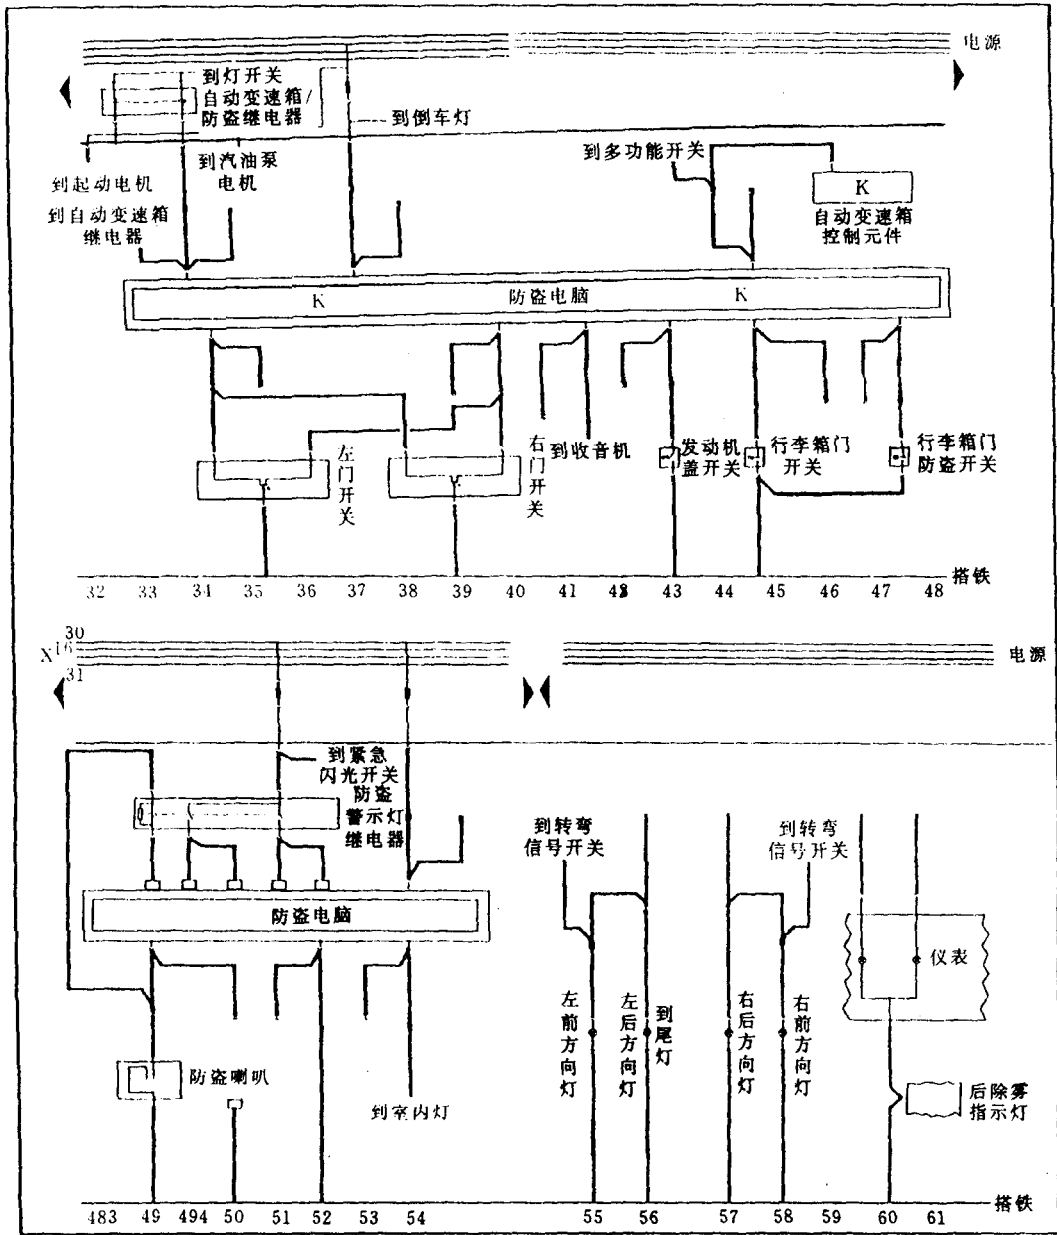 电源
到灯开关
自动变速箱/
防盗继电器
到倒车灯
到汽油泵
电机
到起动电机
到自动变速箱
继电器
到多功能开关
K
自动变速箱
控制元件
K 防盗电脑 K
左门开关
右门开关
到收音机
发动机
盖开关
行李箱门
开关
行李箱门
防盗开关
搭铁
32 33 34 35 36 37 38 39 40 41 42 43 44 45 46 47 48
30
X 16
31
电源
到紧急
闪光开关
防盗
警示灯
继电器
防盗电脑
防盗喇叭
到室内灯
到转弯
信号开关
到转弯
信号开关
左前方向灯
左后方向灯
到尾灯
右后方向灯
右前方向灯
仪表
后除雾
指示灯
搭铁
483 49 494 50 51 52 53 54 55 56 57 58 59 60 61